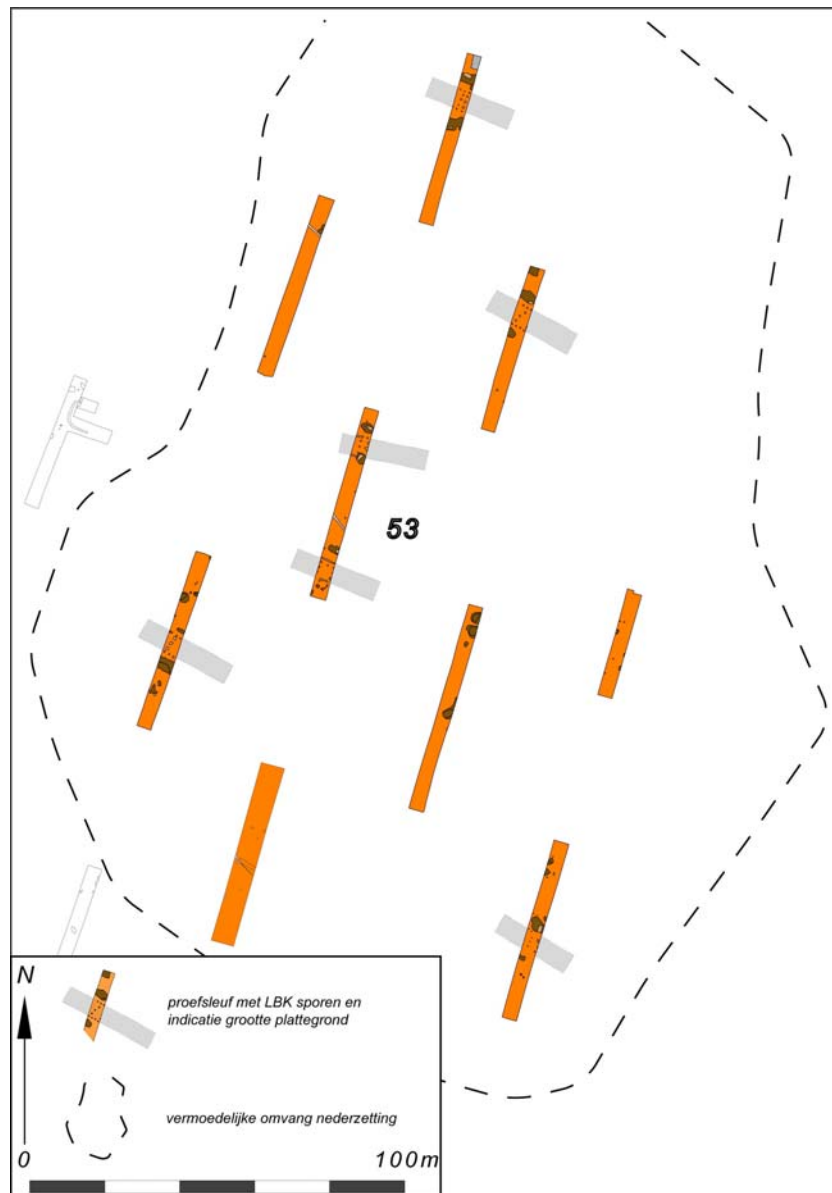 53
N
proefsleuf met LBK sporen en
indicatie grootte plattegrond
vermoedelijke omvang nederzetting
0 100m